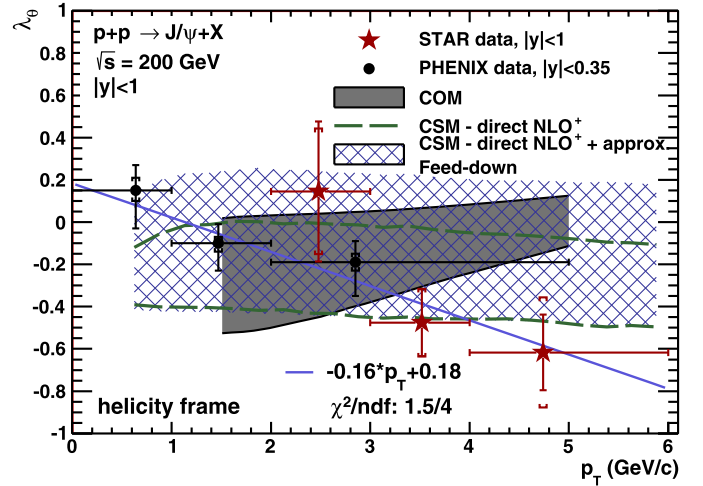 λθ
p+p → J/ψ+X
√s = 200 GeV
|y|<1
STAR data, |y|<1
PHENIX data, |y|<0.35
COM
CSM - direct NLO⁺
CSM - direct NLO⁺ + approx.
Feed-down
1
0.8
0.6
0.4
0.2
0
-0.2
-0.4
-0.6
-0.8
-1
-0.16*p_T+0.18
χ²/ndf: 1.5/4
helicity frame
0 1 2 3 4 5 6
p_T (GeV/c)